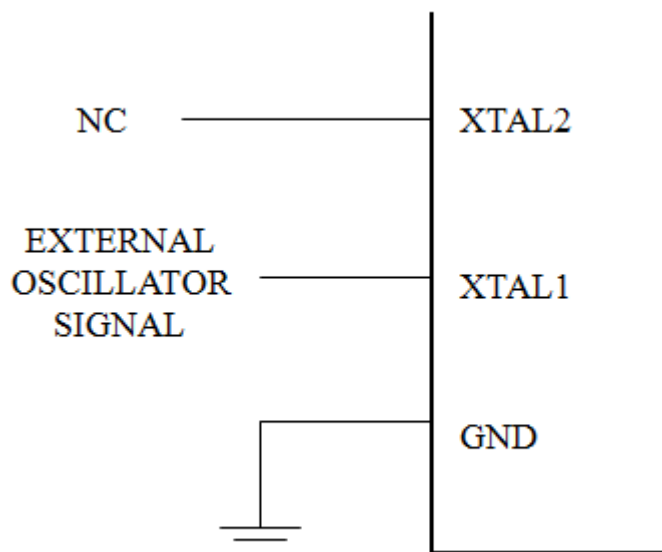 NC
XTAL2
EXTERNAL
OSCILLATOR
SIGNAL
XTAL1
GND